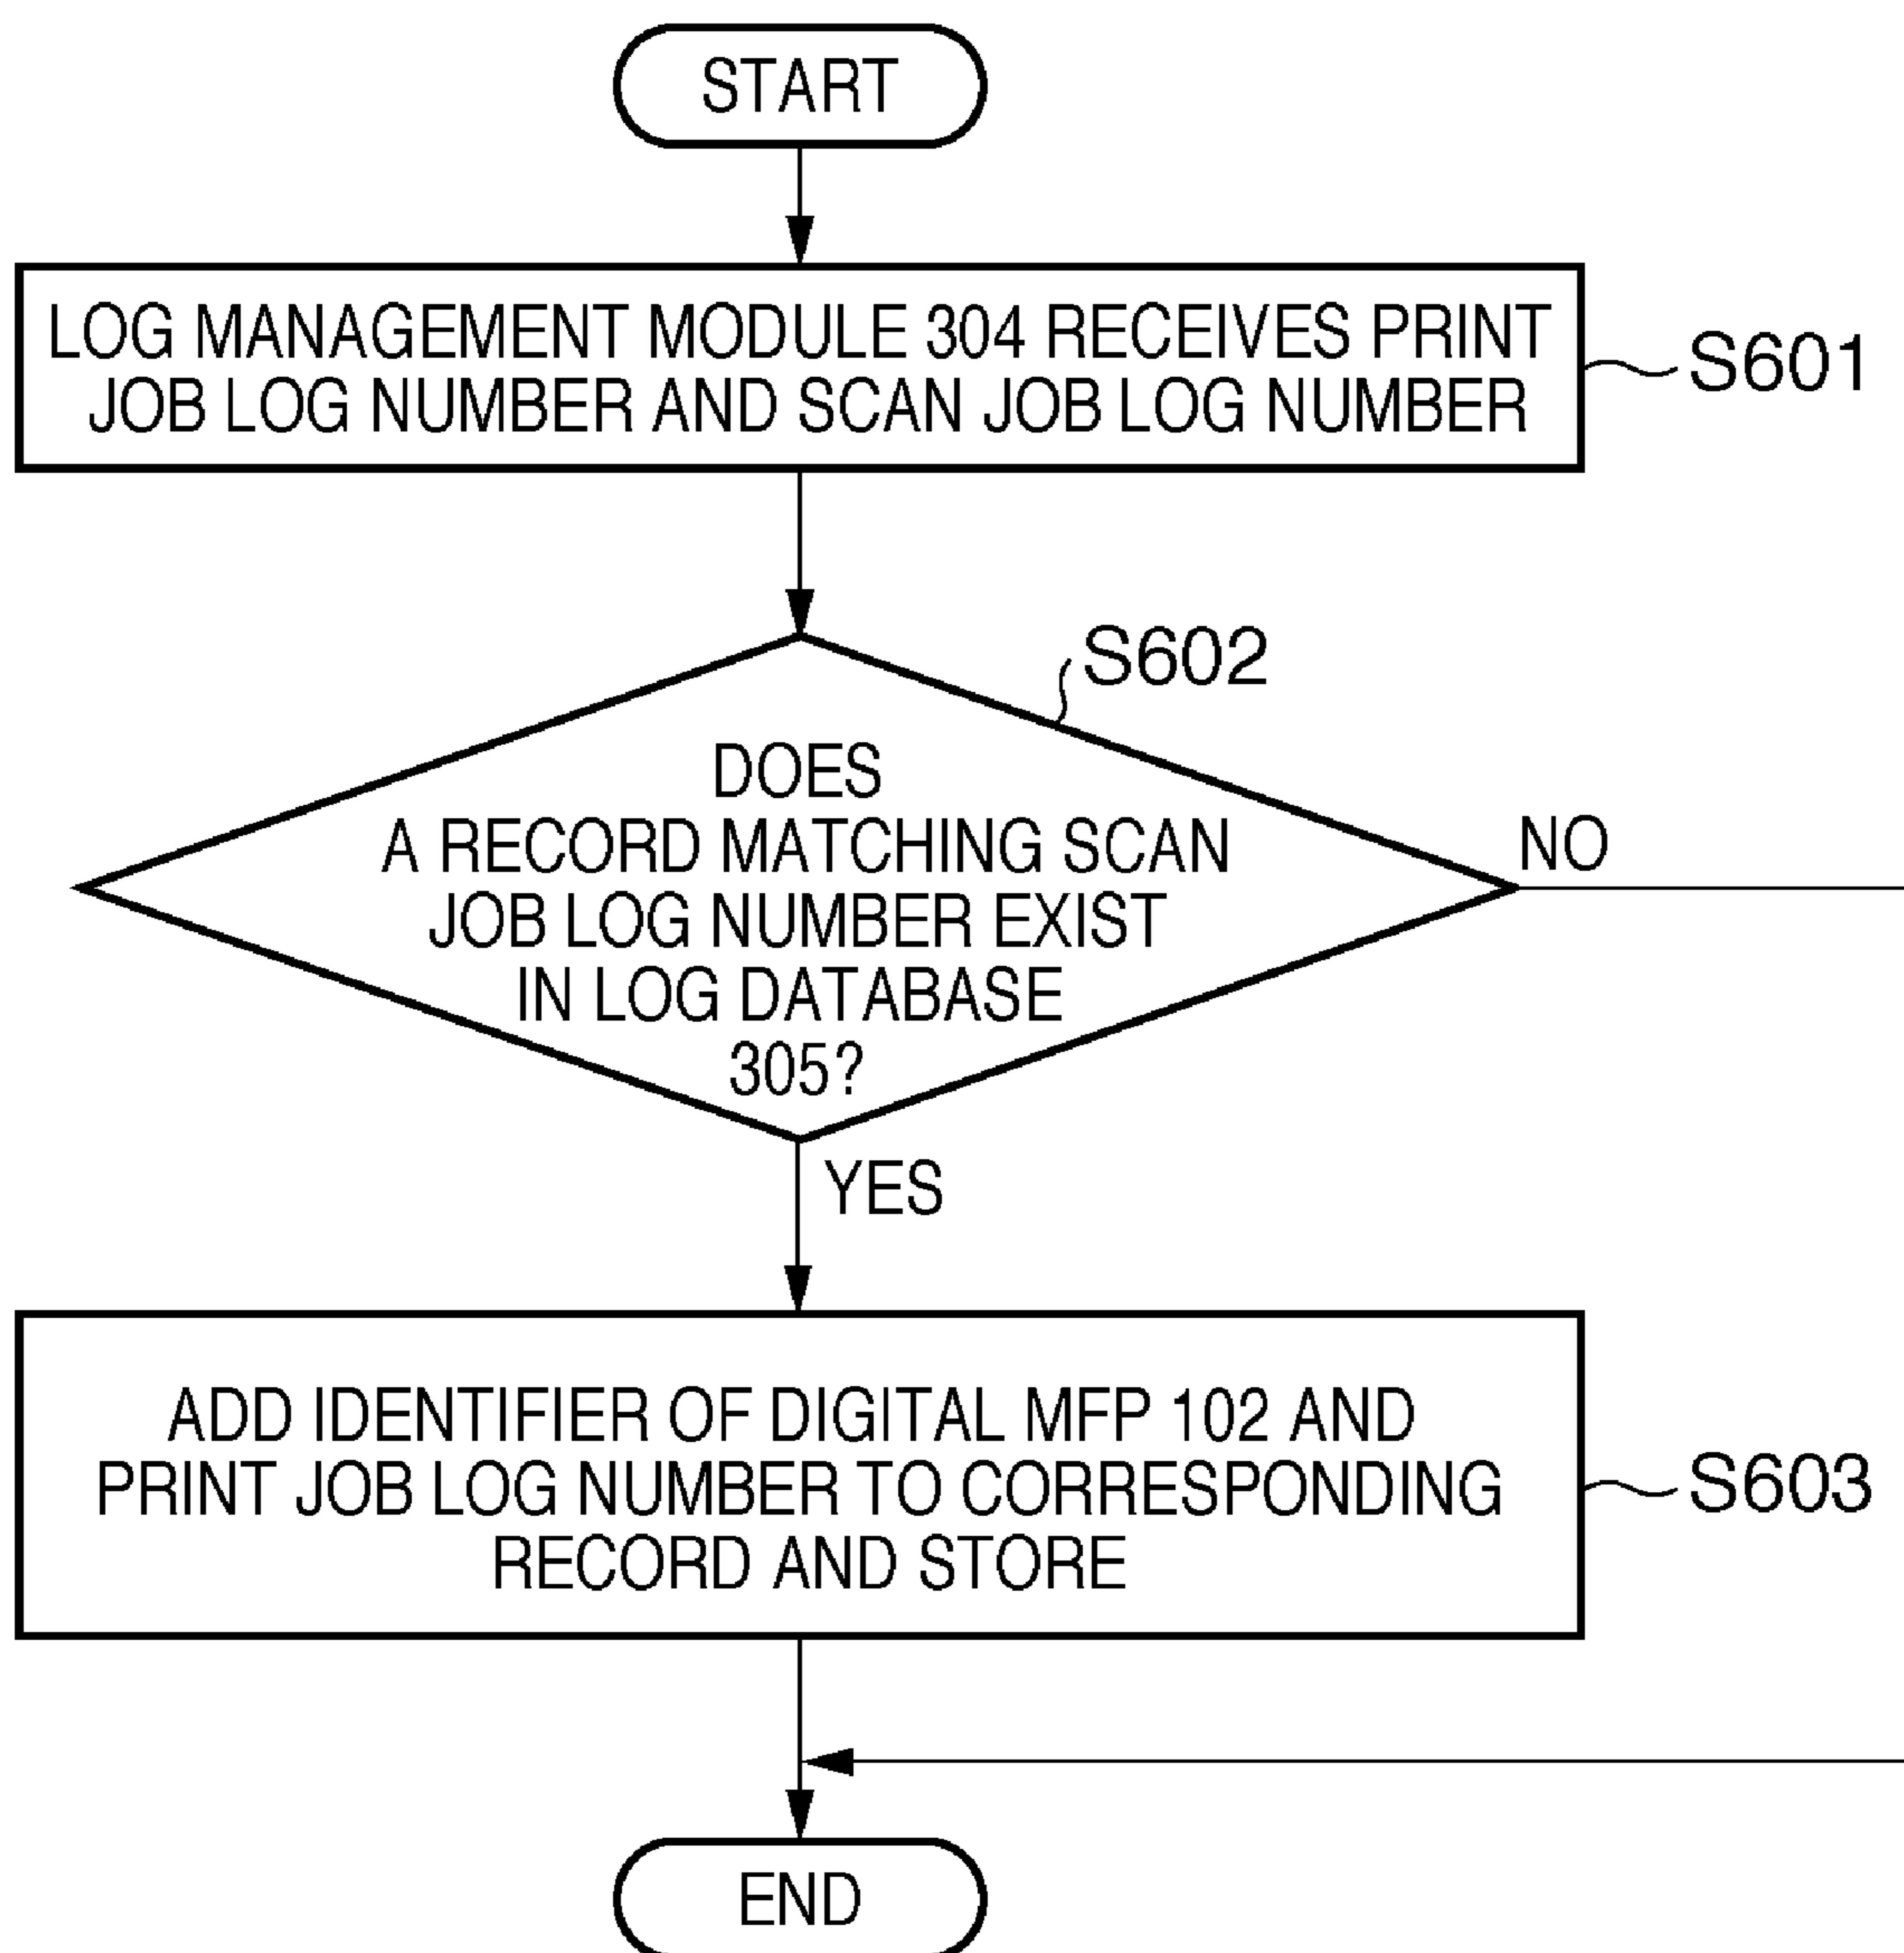 START
LOG MANAGEMENT MODULE 304 RECEIVES PRINT
JOB LOG NUMBER AND SCAN JOB LOG NUMBER
S601
S602
DOES
A RECORD MATCHING SCAN
JOB LOG NUMBER EXIST
IN LOG DATABASE
305?
NO
YES
ADD IDENTIFIER OF DIGITAL MFP 102 AND
PRINT JOB LOG NUMBER TO CORRESPONDING
RECORD AND STORE
S603
END